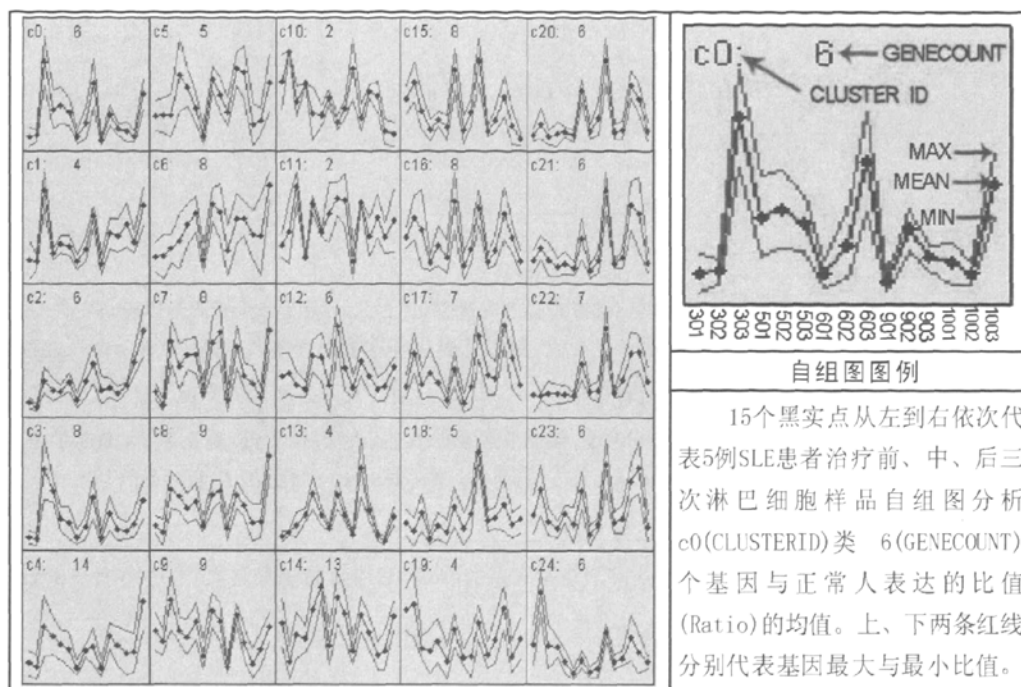 c0: 6
c5: 5
c10: 2
c15: 8
c20: 6
c1: 4
c6: 8
c11: 2
c16: 8
c21: 6
c2: 6
c7: 8
c12: 6
c17: 7
c22: 7
c3: 8
c8: 9
c13: 4
c18: 5
c23: 6
c4: 14
c9: 9
c14: 13
c19: 4
c24: 6
c0: 6 GENECOUNT
CLUSTER ID
MAX
MEAN
MIN
301 302 303 501 502 503 601 602 603 901 902 903 1001 1002 1003
自组图图例
15个黑实点从左到右依次代
表5例SLE患者治疗前、中、后三
次淋巴细胞样品自组图分析
c0(CLUSTERID)类 6(GENECOUNT)
个基因与正常人表达的比值
(Ratio)的均值。上、下两条红线
分别代表基因最大与最小比值。